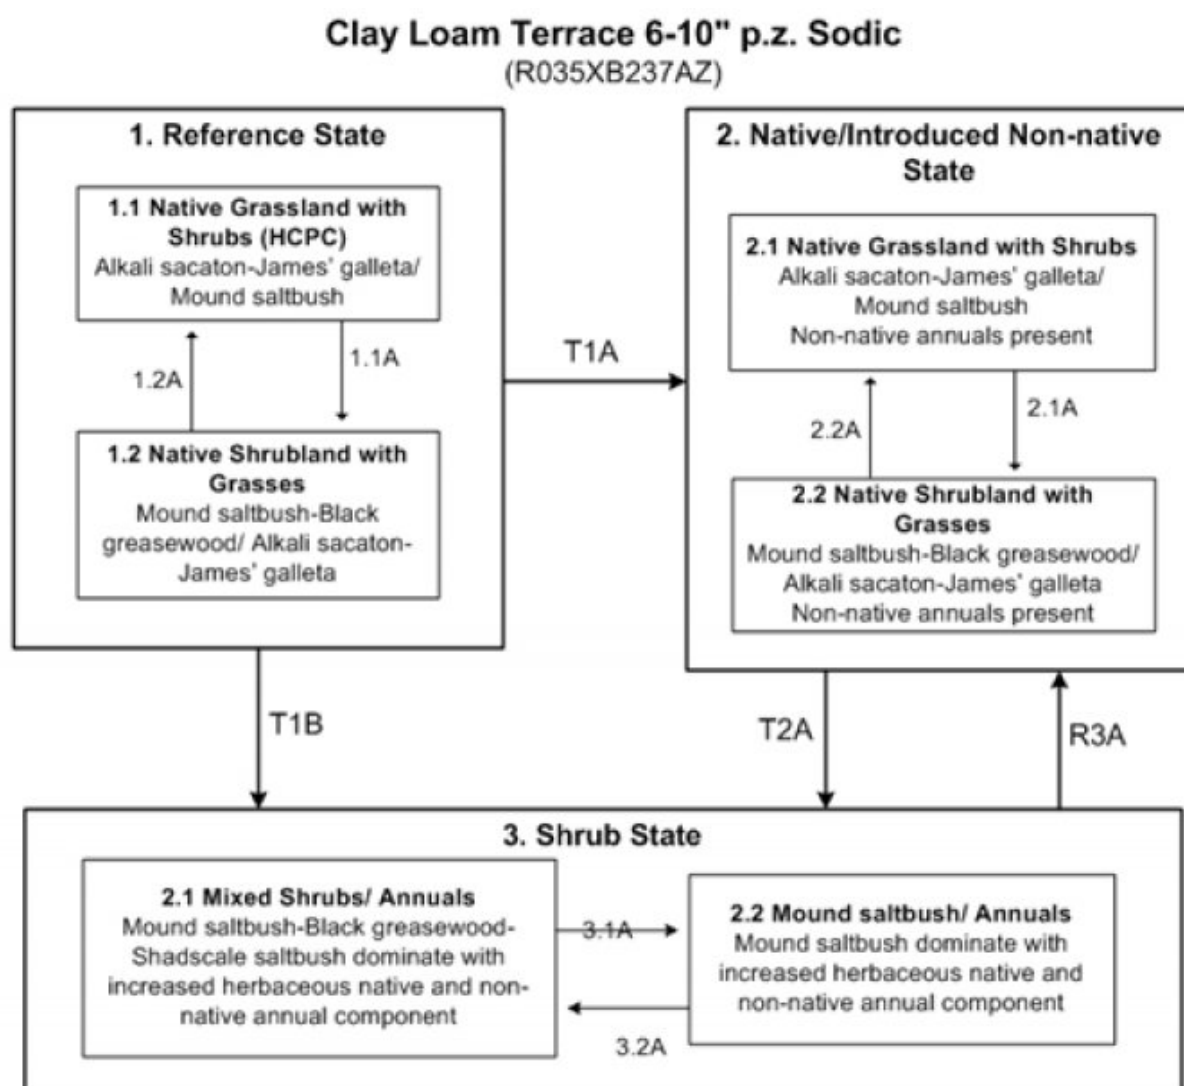 Clay Loam Terrace 6-10" p.z. Sodic
(R035XB237AZ)
1. Reference State
1.1 Native Grassland with
Shrubs (HCPC)
Alkali sacaton-James' galleta/
Mound saltbush
1.2A
1.1A
1.2 Native Shrubland with
Grasses
Mound saltbush-Black
greasewood/ Alkali sacaton-
James' galleta
T1A
2. Native/Introduced Non-native
State
2.1 Native Grassland with Shrubs
Alkali sacaton-James' galleta/
Mound saltbush
Non-native annuals present
2.2A
2.1A
2.2 Native Shrubland with
Grasses
Mound saltbush-Black greasewood/
Alkali sacaton-James' galleta
Non-native annuals present
T1B
T2A
R3A
3. Shrub State
2.1 Mixed Shrubs/ Annuals
Mound saltbush-Black greasewood-
Shadscale saltbush dominate with
increased herbaceous native and non-
native annual component
3.1A
3.2A
2.2 Mound saltbush/ Annuals
Mound saltbush dominate with
increased herbaceous native and
non-native annual component